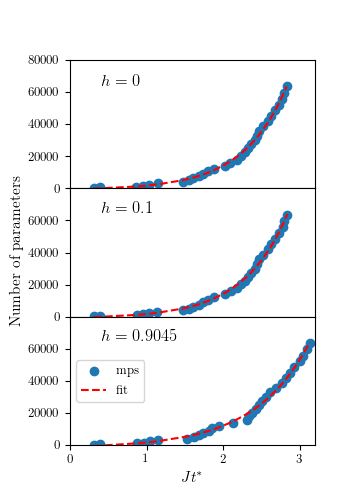 80000
h = 0
60000
40000
20000
0
h = 0.1
60000
40000
20000
0
h = 0.9045
60000
40000
20000
0
mps
fit
0 1 2 3
Jt*
Number of parameters